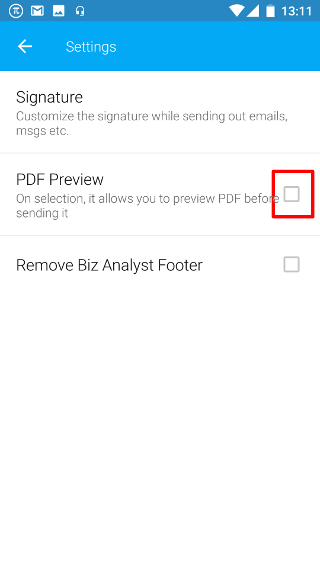 13:11
Settings
Signature
Customize the signature while sending out emails,
msgs etc.
PDF Preview
On selection, it allows you to preview PDF before
sending it
Remove Biz Analyst Footer